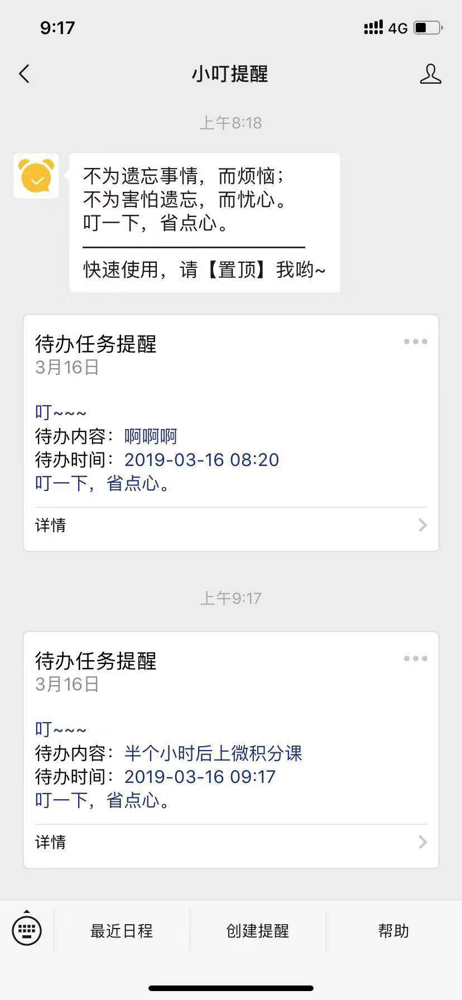 9:17
4G
小叮提醒
上午8:18
不为遗忘事情，而烦恼；
不为害怕遗忘，而忧心。
叮一下，省点心。
————————————
快速使用，请【置顶】我哟~
待办任务提醒
3月16日
叮~~~
待办内容：啊啊啊
待办时间：2019-03-16 08:20
叮一下，省点心。
详情
上午9:17
待办任务提醒
3月16日
叮~~~
待办内容：半个小时后上微积分课
待办时间：2019-03-16 09:17
叮一下，省点心。
详情
最近日程
创建提醒
帮助